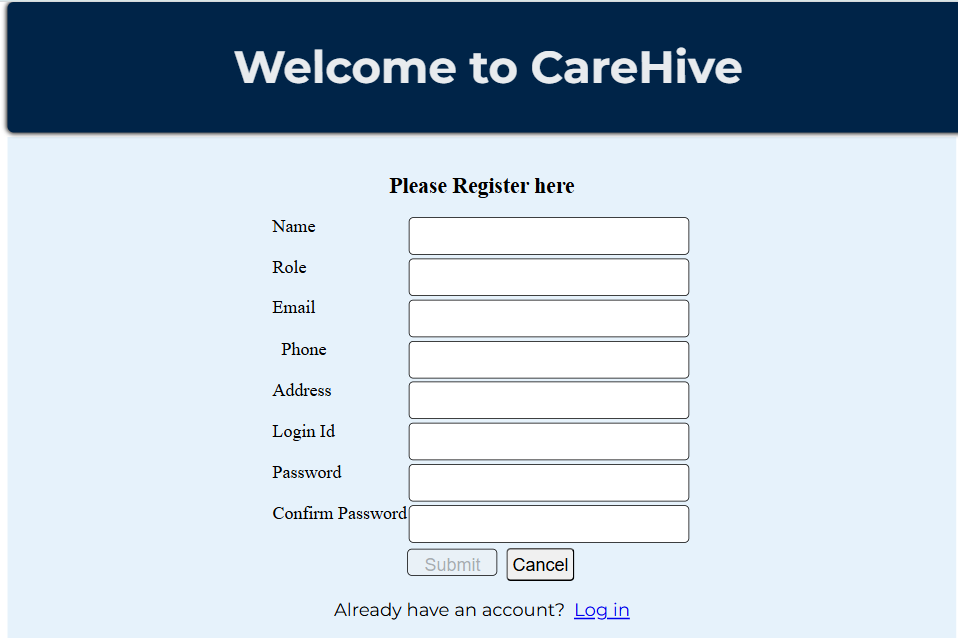 Welcome to CareHive
Please Register here
Name
Role
Email
Phone
Address
Login Id
Password
Confirm Password
Submit Cancel
Already have an account? Log in